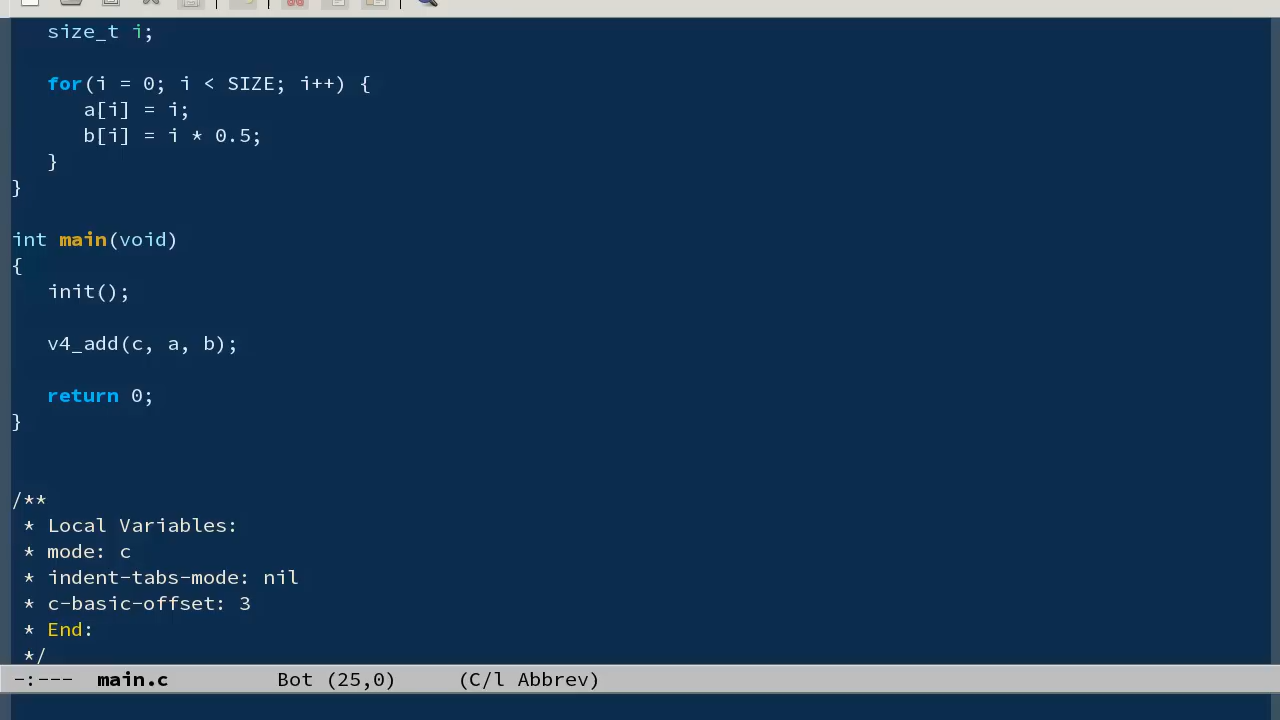 size_t i;
for(i = 0; i < SIZE; i++) {
a[i] = i;
b[i] = i * 0.5;
}
}
int main(void)
{
init();
v4_add(c, a, b);
return 0;
}
/**
* Local Variables:
* mode: c
* indent-tabs-mode: nil
* c-basic-offset: 3
* End:
*/
-:--- main.c Bot (25,0) (C/l Abbrev)